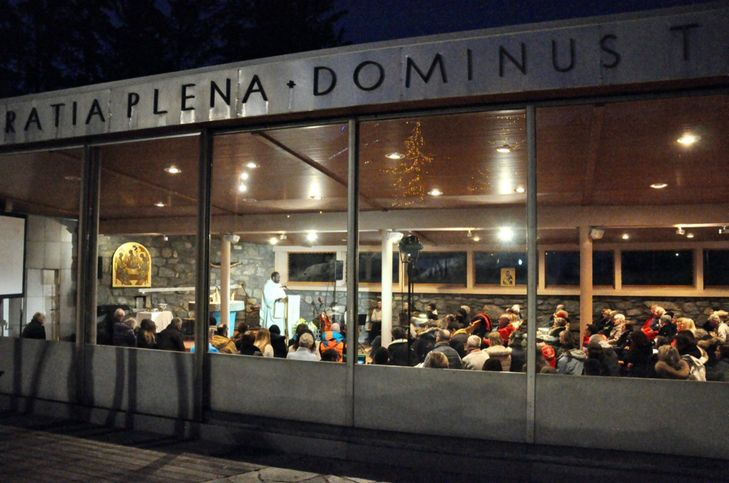 RATIA PLENA • DOMINUS T